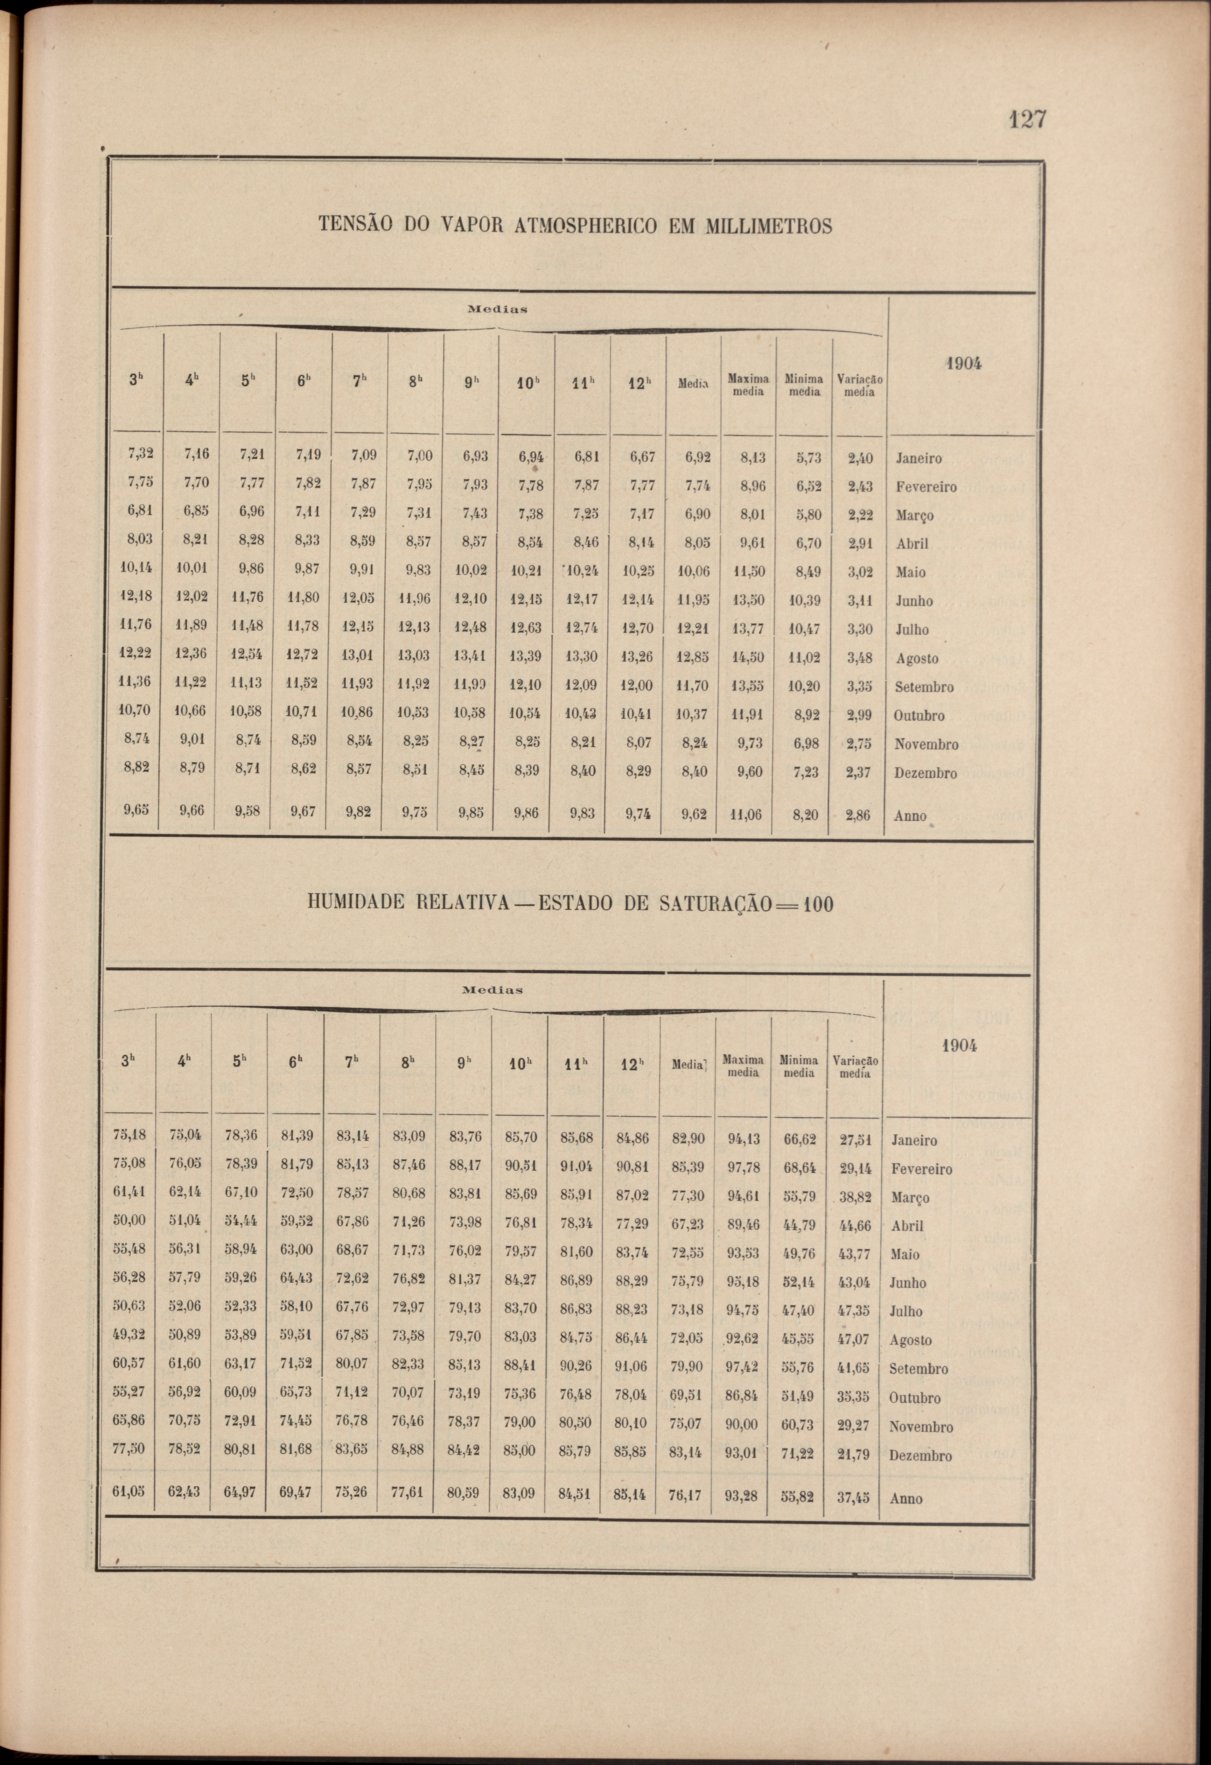 127
TENSÃO DO VAPOR ATMOSPHERICO EM MILLIMETROS
Medias
3h 4h 5h 6h 7h 8h 9h 10h 11h 12h Media Maxima media Minima media Variação media 1904
7,32 7,16 7,21 7,19 7,09 7,00 6,93 6,94 6,81 6,67 6,92 8,13 5,73 2,40 Janeiro
7,75 7,70 7,77 7,82 7,87 7,95 7,93 7,78 7,87 7,77 7,74 8,96 6,52 2,43 Fevereiro
6,81 6,85 6,96 7,11 7,29 7,31 7,43 7,38 7,25 7,17 6,90 8,01 5,80 2,22 Março
8,03 8,21 8,28 8,33 8,59 8,57 8,57 8,54 8,46 8,14 8,05 9,61 6,70 2,91 Abril
10,14 10,01 9,86 9,87 9,91 9,83 10,02 10,21 10,24 10,25 10,06 11,50 8,49 3,02 Maio
12,18 12,02 11,76 11,80 12,05 11,96 12,10 12,15 12,17 12,14 11,95 13,50 10,39 3,11 Junho
11,76 11,89 11,48 11,78 12,15 12,13 12,48 12,63 12,74 12,70 12,21 13,77 10,47 3,30 Julho
12,22 12,36 12,54 12,72 13,01 13,03 13,41 13,39 13,30 13,26 12,85 14,50 11,02 3,48 Agosto
11,36 11,22 11,13 11,52 11,93 11,92 11,99 12,10 12,09 12,00 11,70 13,55 10,20 3,35 Setembro
10,70 10,66 10,58 10,71 10,86 10,53 10,58 10,54 10,43 10,41 10,37 11,91 8,92 2,99 Outubro
8,74 9,01 8,74 8,59 8,54 8,25 8,27 8,25 8,21 8,07 8,24 9,73 6,98 2,75 Novembro
8,82 8,79 8,71 8,62 8,57 8,51 8,45 8,39 8,40 8,29 8,40 9,60 7,23 2,37 Dezembro
9,65 9,66 9,58 9,67 9,82 9,75 9,85 9,86 9,83 9,74 9,62 11,06 8,20 2,86 Anno
HUMIDADE RELATIVA — ESTADO DE SATURAÇÃO = 100
Medias
3h 4h 5h 6h 7h 8h 9h 10h 11h 12h Media Maxima media Minima media Variação media 1904
75,18 75,04 78,36 81,39 83,14 83,09 83,76 85,70 85,68 84,86 82,90 94,13 66,62 27,51 Janeiro
75,08 76,05 78,39 81,79 85,13 87,46 88,17 90,51 91,04 90,81 85,39 97,78 68,64 29,14 Fevereiro
61,41 62,14 67,10 72,50 78,57 80,68 83,81 85,69 85,91 87,02 77,30 94,61 55,79 38,82 Março
50,00 51,04 54,44 59,52 67,86 71,26 73,98 76,81 78,34 77,29 67,23 89,46 44,79 44,66 Abril
55,48 56,31 58,94 63,00 68,67 71,73 76,02 79,57 81,60 83,74 72,55 93,53 49,76 43,77 Maio
56,28 57,79 59,26 64,43 72,62 76,82 81,37 84,27 86,89 88,29 75,79 95,18 52,14 43,04 Junho
50,63 52,06 52,33 58,10 67,76 72,97 79,13 83,70 86,83 88,23 73,18 94,75 47,40 47,35 Julho
49,32 50,89 53,89 59,51 67,85 73,58 79,70 83,03 84,75 86,44 72,05 92,62 45,55 47,07 Agosto
60,57 61,60 63,17 71,52 80,07 82,33 85,13 88,41 90,26 91,06 79,90 97,42 55,76 41,65 Setembro
55,27 56,92 60,09 65,73 71,12 70,07 73,19 75,36 76,48 78,04 69,51 86,84 51,49 35,35 Outubro
65,86 70,75 72,91 74,45 76,78 76,46 78,37 79,00 80,50 80,10 75,07 90,00 60,73 29,27 Novembro
77,50 78,52 80,81 81,68 83,65 84,88 84,42 85,00 85,79 85,85 83,14 93,01 71,22 21,79 Dezembro
61,05 62,43 64,97 69,47 75,26 77,61 80,59 83,09 84,51 85,14 76,17 93,28 55,82 37,45 Anno